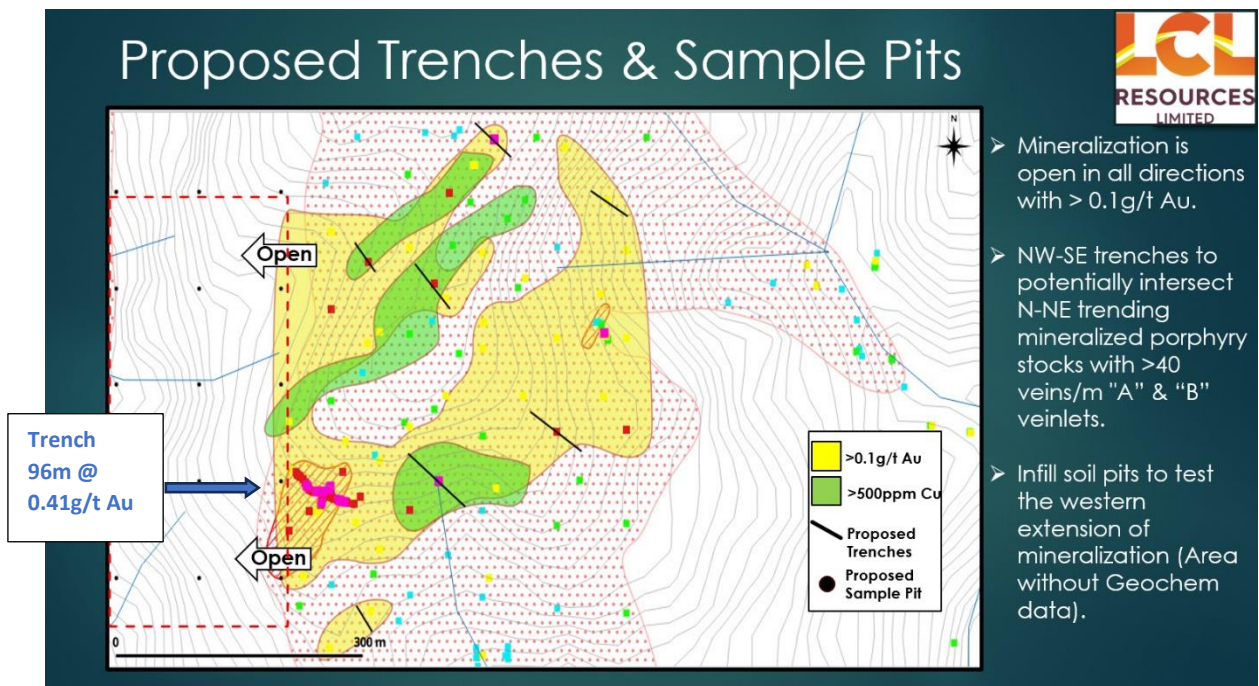 Proposed Trenches & Sample Pits
LCL
RESOURCES
LIMITED
N
Open
Open
Trench
96m @
0.41g/t Au
>0.1g/t Au
>500ppm Cu
Proposed
Trenches
Proposed
Sample Pit
0
300 m
➢ Mineralization is
open in all directions
with > 0.1g/t Au.
➢ NW-SE trenches to
potentially intersect
N-NE trending
mineralized porphyry
stocks with >40
veins/m "A" & “B”
veinlets.
➢ Infill soil pits to test
the western
extension of
mineralization (Area
without Geochem
data).